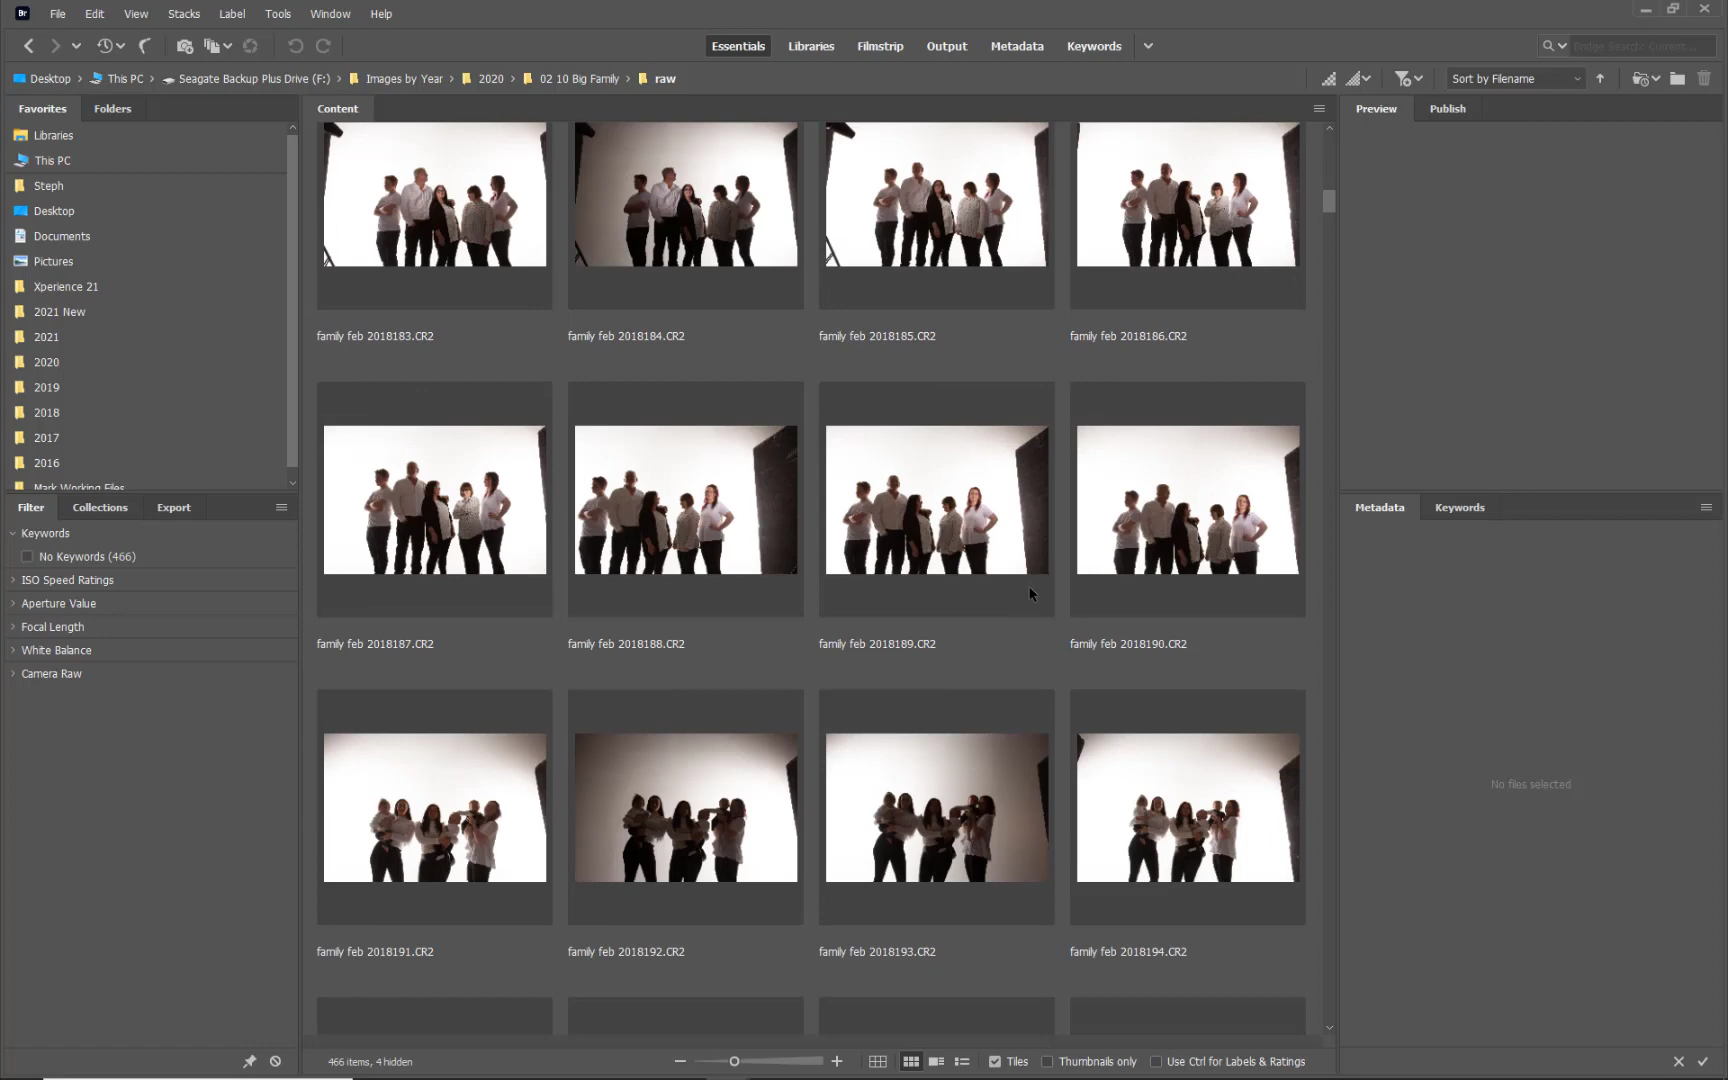 Br File Edit View Stacks Label Tools Window Help
Essentials Libraries Filmstrip Output Metadata Keywords Bridge Search: Current...
Desktop This PC Seagate Backup Plus Drive (F:) Images by Year 2020 02 10 Big Family raw Sort by Filename
Favorites Folders
Libraries
This PC
Steph
Desktop
Documents
Pictures
Xperience 21
2021 New
2021
2020
2019
2018
2017
2016
Mark Working Files
Filter Collections Export
Keywords
No Keywords (466)
ISO Speed Ratings
Aperture Value
Focal Length
White Balance
Camera Raw
Content
family feb 2018183.CR2 family feb 2018184.CR2 family feb 2018185.CR2 family feb 2018186.CR2
family feb 2018187.CR2 family feb 2018188.CR2 family feb 2018189.CR2 family feb 2018190.CR2
family feb 2018191.CR2 family feb 2018192.CR2 family feb 2018193.CR2 family feb 2018194.CR2
466 items, 4 hidden Tiles Thumbnails only Use Ctrl for Labels & Ratings
Preview Publish
Metadata Keywords
No files selected